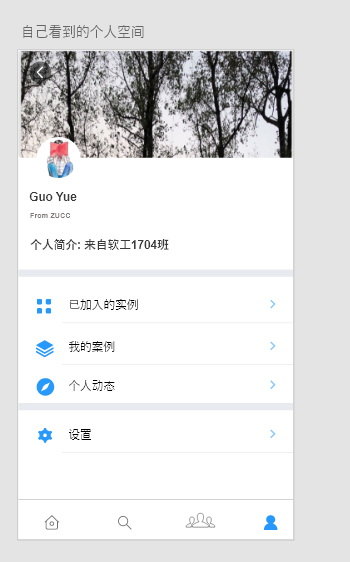 自己看到的个人空间
Guo Yue
From ZUCC
个人简介: 来自软工1704班
已加入的实例
我的案例
个人动态
设置